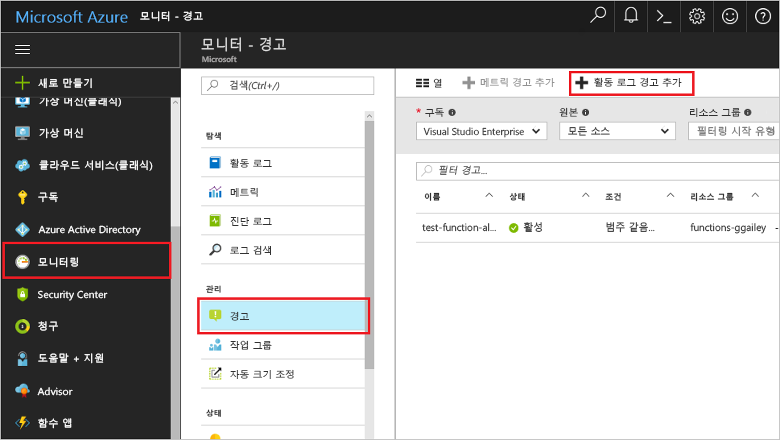 Microsoft Azure 모니터 - 경고
새로 만들기
가상 머신(클래식)
가상 머신
클라우드 서비스(클래식)
구독
Azure Active Directory
모니터링
Security Center
청구
도움말 + 지원
Advisor
함수 앱
모니터 - 경고
Microsoft
검색(Ctrl+/)
탐색
활동 로그
메트릭
진단 로그
로그 검색
관리
경고
작업 그룹
자동 크기 조정
상태
열 메트릭 경고 추가 활동 로그 경고 추가
* 구독 원본 리소스 그룹
Visual Studio Enterprise 모든 소스 필터링 시작 유형
필터 경고...
이름 상태 조건 리소스 그룹
test-function-al... 활성 범주 같음... functions-ggailey -